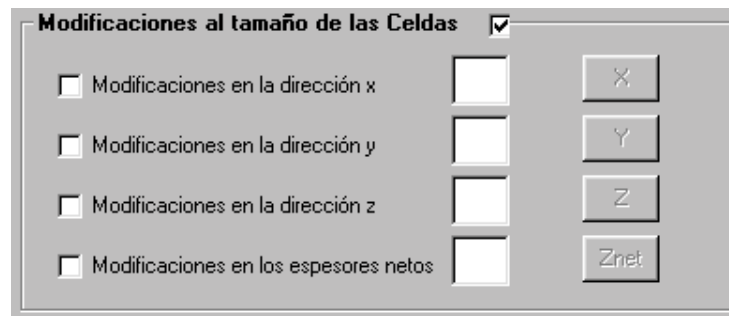 Modificaciones al tamaño de las Celdas
Modificaciones en la dirección x X
Modificaciones en la dirección y Y
Modificaciones en la dirección z Z
Modificaciones en los espesores netos Znet